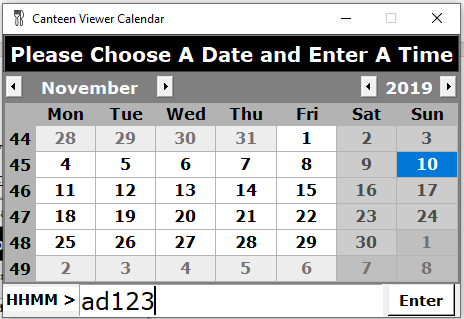 Canteen Viewer Calendar
Please Choose A Date and Enter A Time
November 2019
Mon Tue Wed Thu Fri Sat Sun
44 28 29 30 31 1 2 3
45 4 5 6 7 8 9 10
46 11 12 13 14 15 16 17
47 18 19 20 21 22 23 24
48 25 26 27 28 29 30 1
49 2 3 4 5 6 7 8
HHMM > ad123 Enter